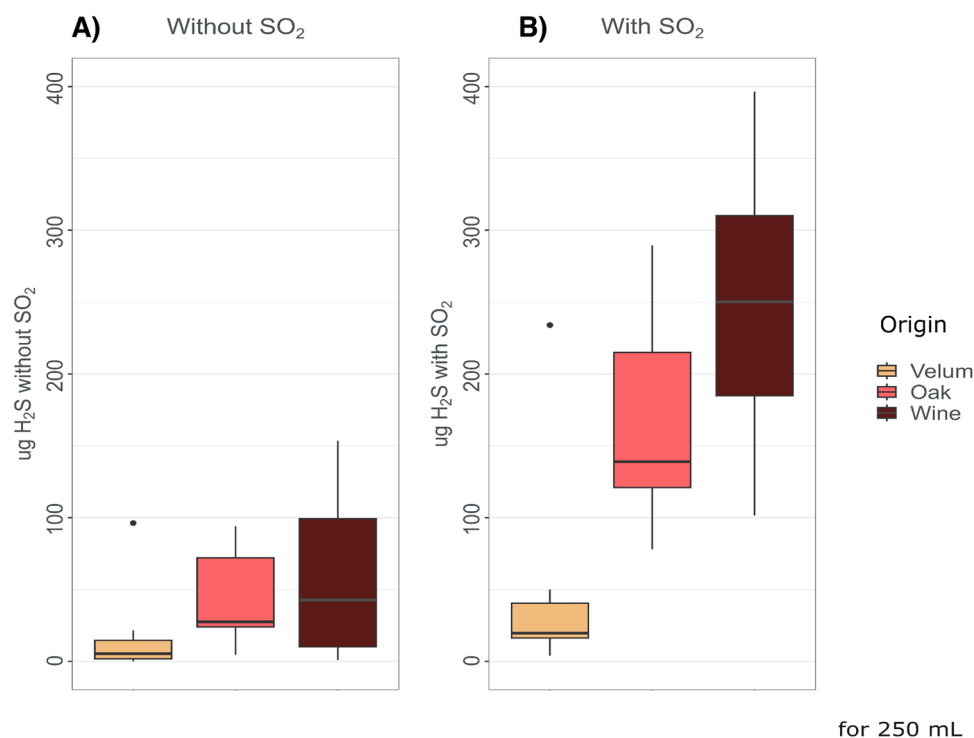 A) Without SO₂
B) With SO₂
ug H₂S without SO₂
400
300
200
100
0
ug H₂S with SO₂
400
300
200
100
0
Origin
Velum
Oak
Wine
for 250 mL